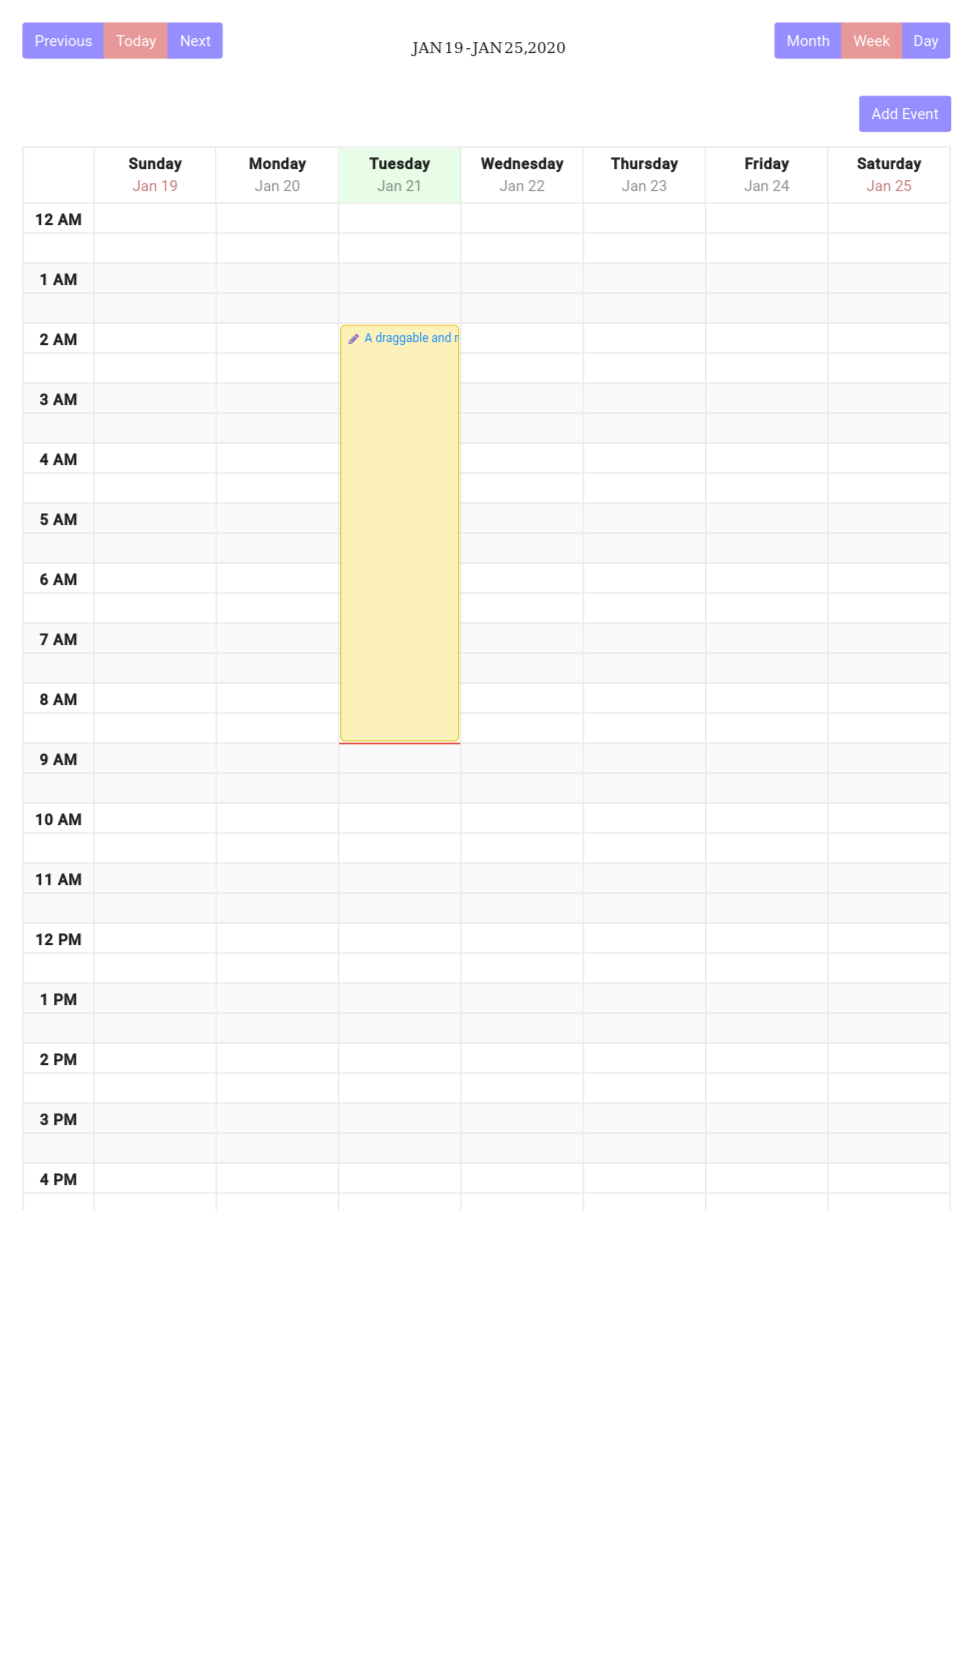 Previous Today Next
JAN 19 - JAN 25, 2020
Month Week Day
Add Event
Sunday Monday Tuesday Wednesday Thursday Friday Saturday
Jan 19 Jan 20 Jan 21 Jan 22 Jan 23 Jan 24 Jan 25
12 AM
1 AM
2 AM
A draggable and r
3 AM
4 AM
5 AM
6 AM
7 AM
8 AM
9 AM
10 AM
11 AM
12 PM
1 PM
2 PM
3 PM
4 PM